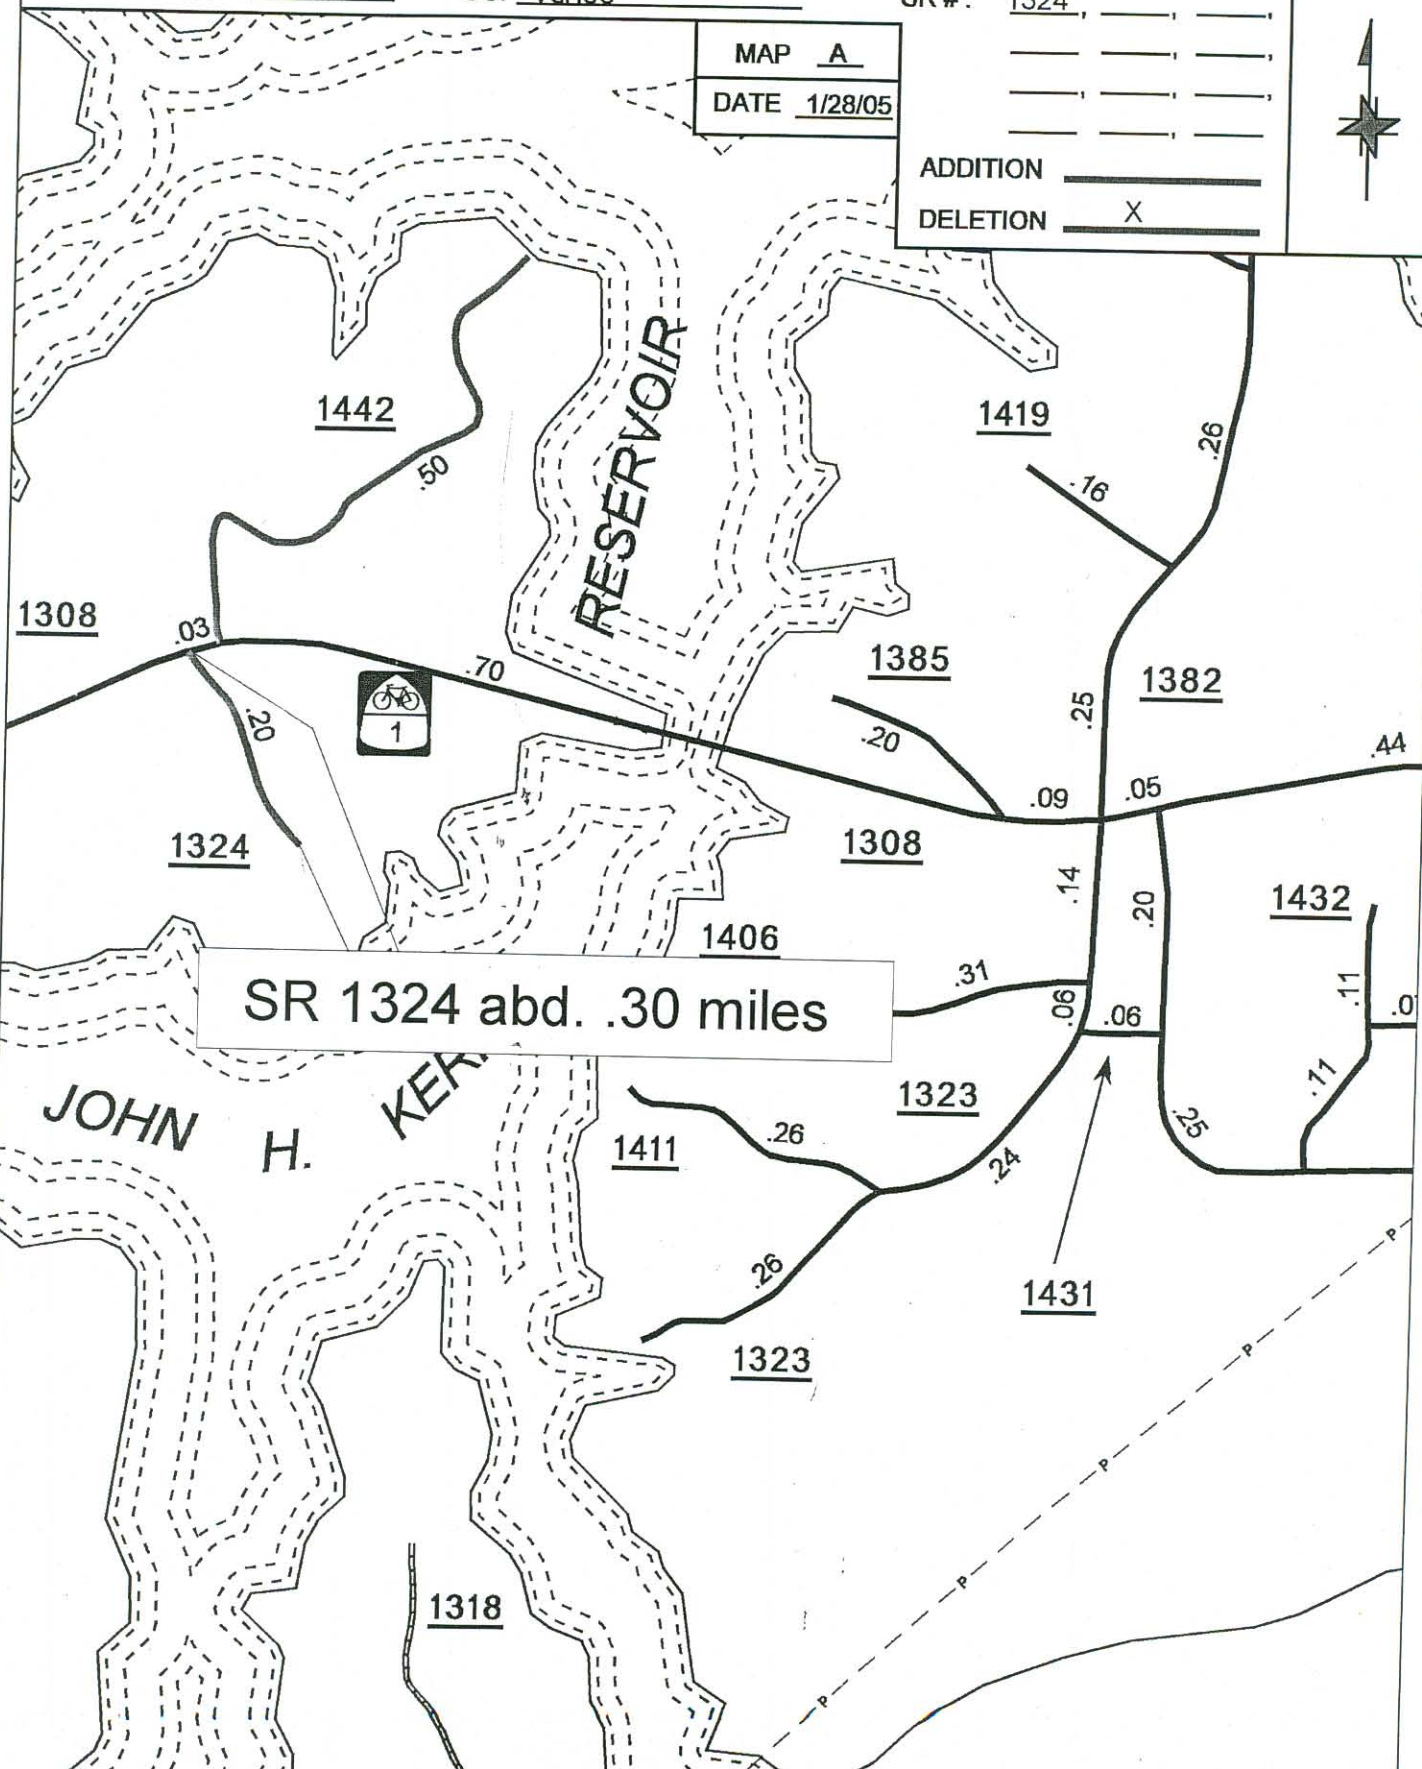 SR #: 1324, , ,
MAP A
DATE 1/28/05
ADDITION
DELETION X
RESERVOIR
1442
.50
1419
.16
.26
1308
.03
.70
1
.20
1324
1385
.20
.25
1382
.44
.09
.05
1308
.14
.20
1432
.11
1406
.31
.06
.06
SR 1324 abd. .30 miles
JOHN H.
1323
1411
.26
.24
.25
.11
.26
1431
1323
P
P
P
P
P
1318